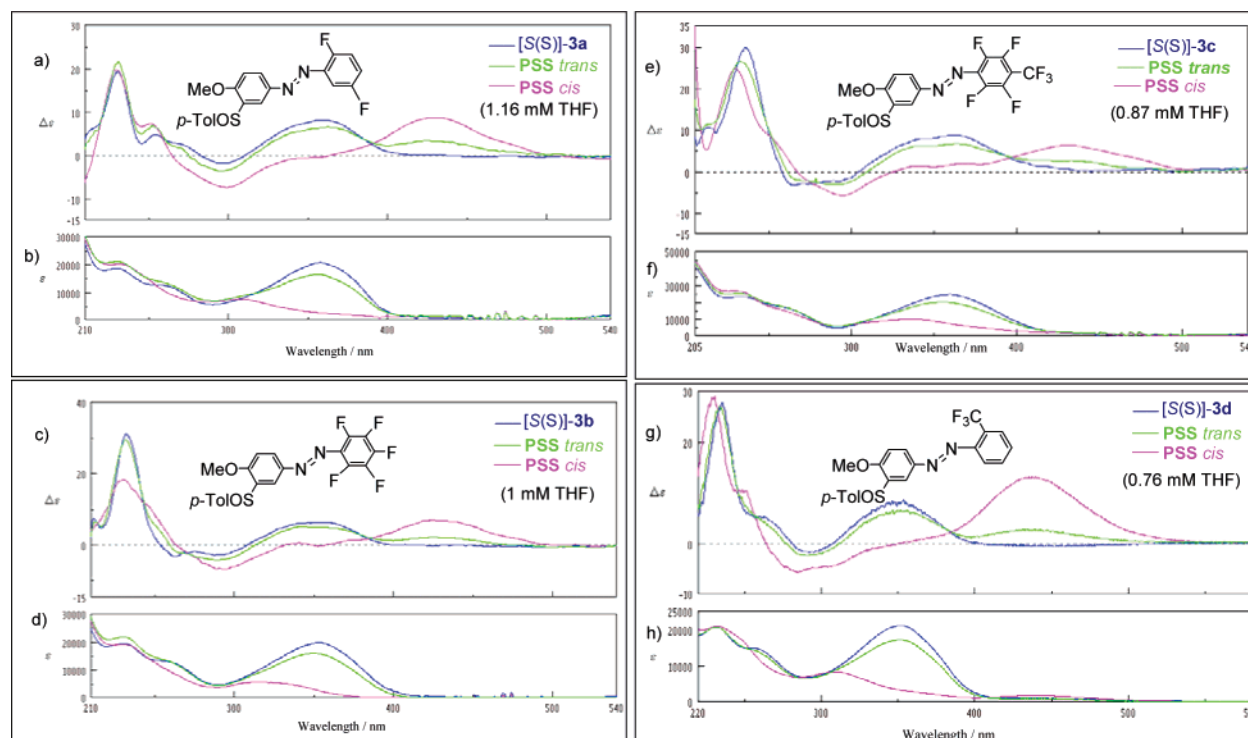 a)
30
20
10
Δε
0
-10
-15
F
N
N
MeO
F
p-TolOS
[S(S)]-3a
PSS trans
PSS cis
(1.16 mM THF)
b)
30000
20000
ε
10000
0
210
300
400
500
540
Wavelength / nm
c)
40
20
Δε
0
-15
F
F
F
N
N
MeO
F
F
p-TolOS
[S(S)]-3b
PSS trans
PSS cis
(1 mM THF)
d)
30000
20000
10000
0
210
300
400
500
540
Wavelength / nm
e)
35
30
20
10
Δε
0
-10
-15
F
F
N
N
CF3
MeO
F
F
p-TolOS
[S(S)]-3c
PSS trans
PSS cis
(0.87 mM THF)
f)
50000
40000
30000
20000
10000
0
205
300
400
500
Wavelength / nm
g)
30
20
Δε
0
-10
F3C
N
N
MeO
p-TolOS
[S(S)]-3d
PSS trans
PSS cis
(0.76 mM THF)
h)
25000
20000
10000
0
220
300
400
500
Wavelength / nm